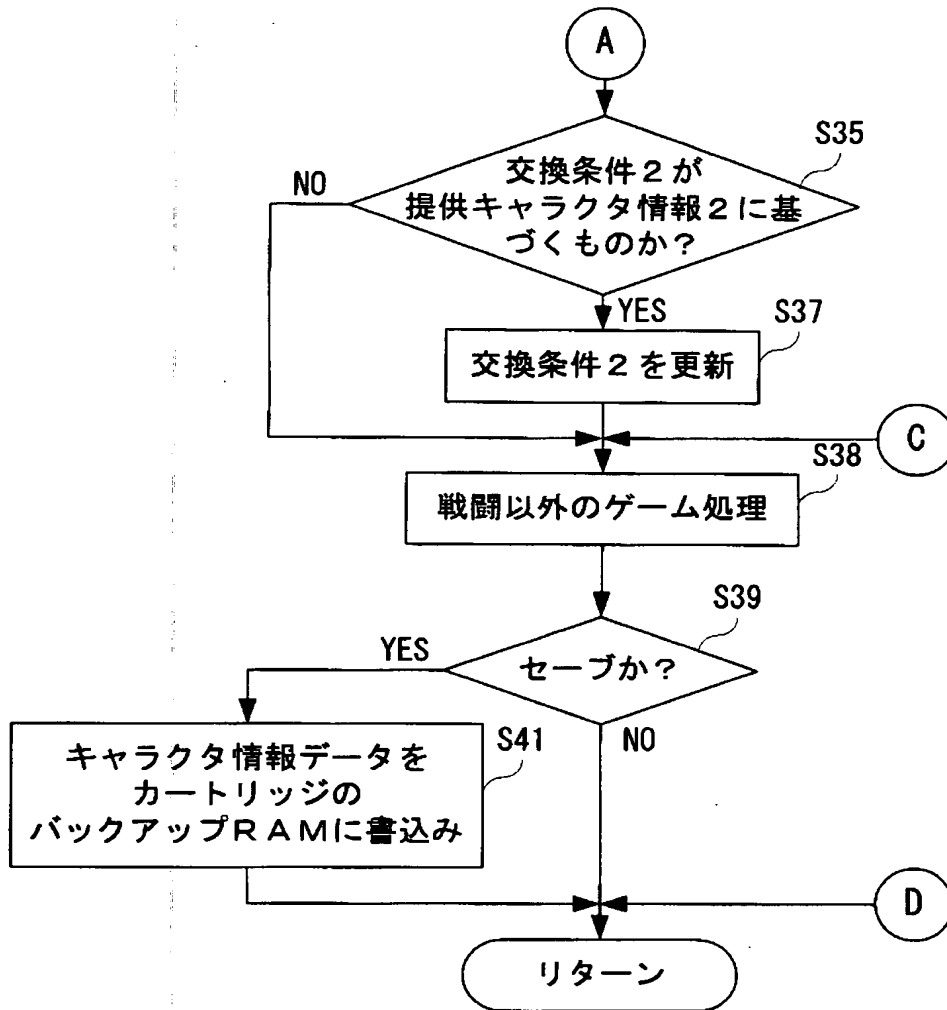 A
S35
NO
交換条件２が
提供キャラクタ情報２に基
づくものか？
YES
S37
交換条件２を更新
C
S38
戦闘以外のゲーム処理
S39
YES
セーブか？
NO
S41
キャラクタ情報データを
カートリッジの
バックアップＲＡＭに書込み
D
リターン